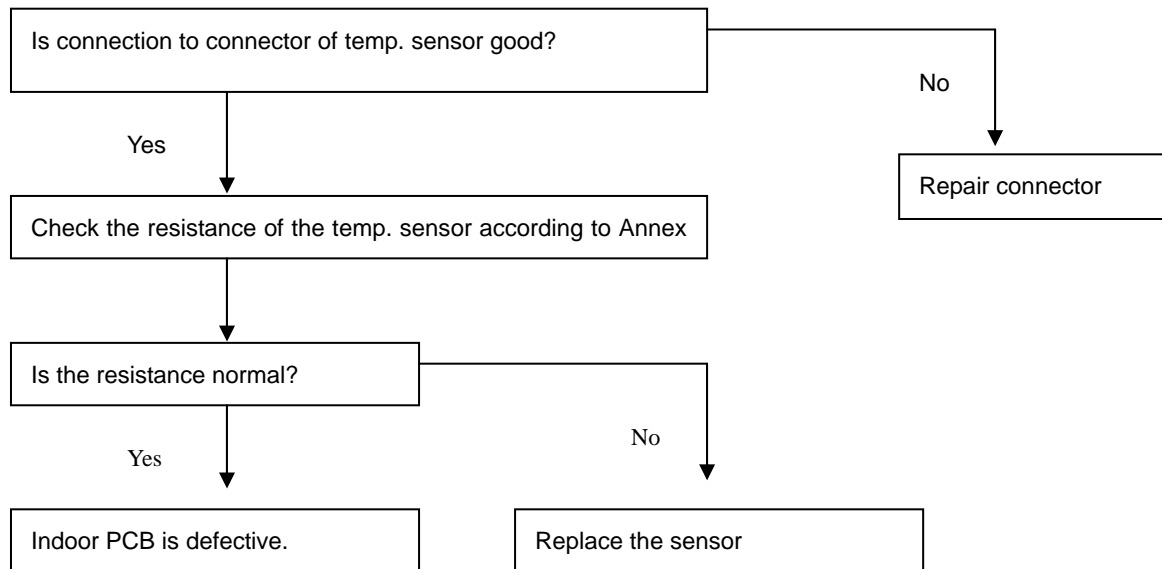 Is connection to connector of temp. sensor good?
No
Yes
Repair connector
Check the resistance of the temp. sensor according to Annex
Is the resistance normal?
No
Yes
Indoor PCB is defective.
Replace the sensor